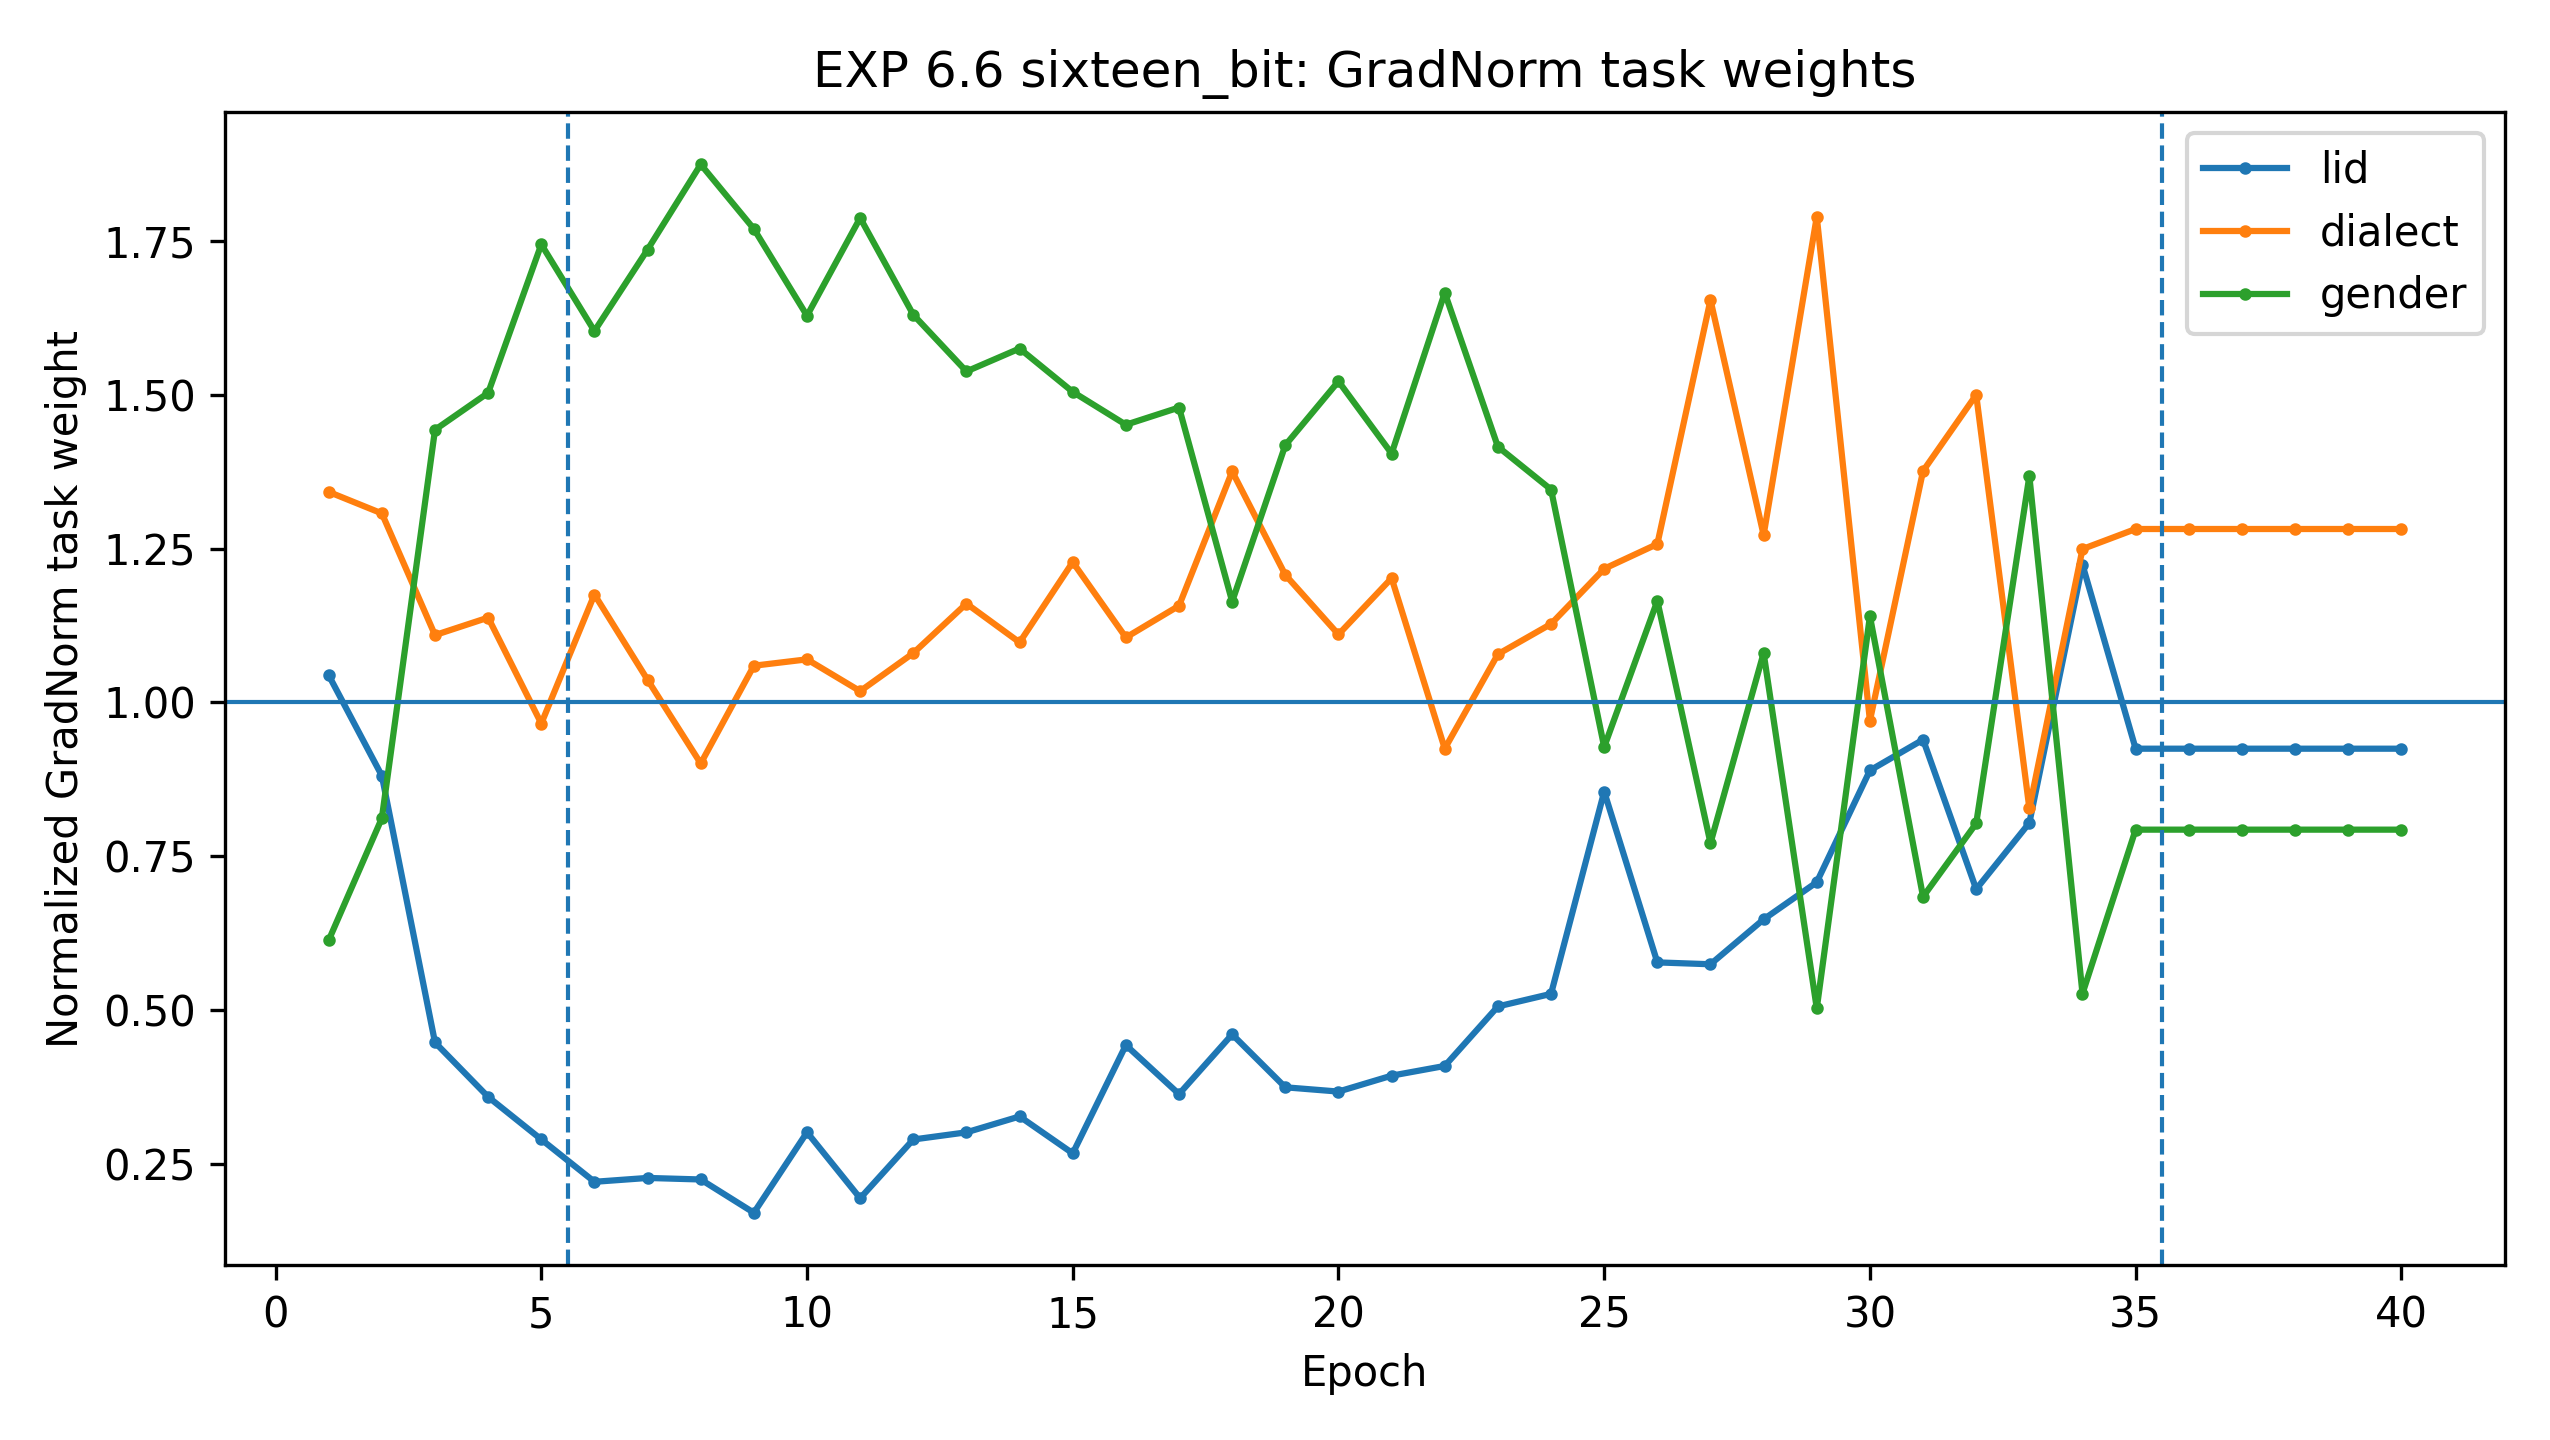 EXP 6.6 sixteen_bit: GradNorm task weights
lid
dialect
gender
Normalized GradNorm task weight
1.75
1.50
1.25
1.00
0.75
0.50
0.25
0 5 10 15 20 25 30 35 40
Epoch